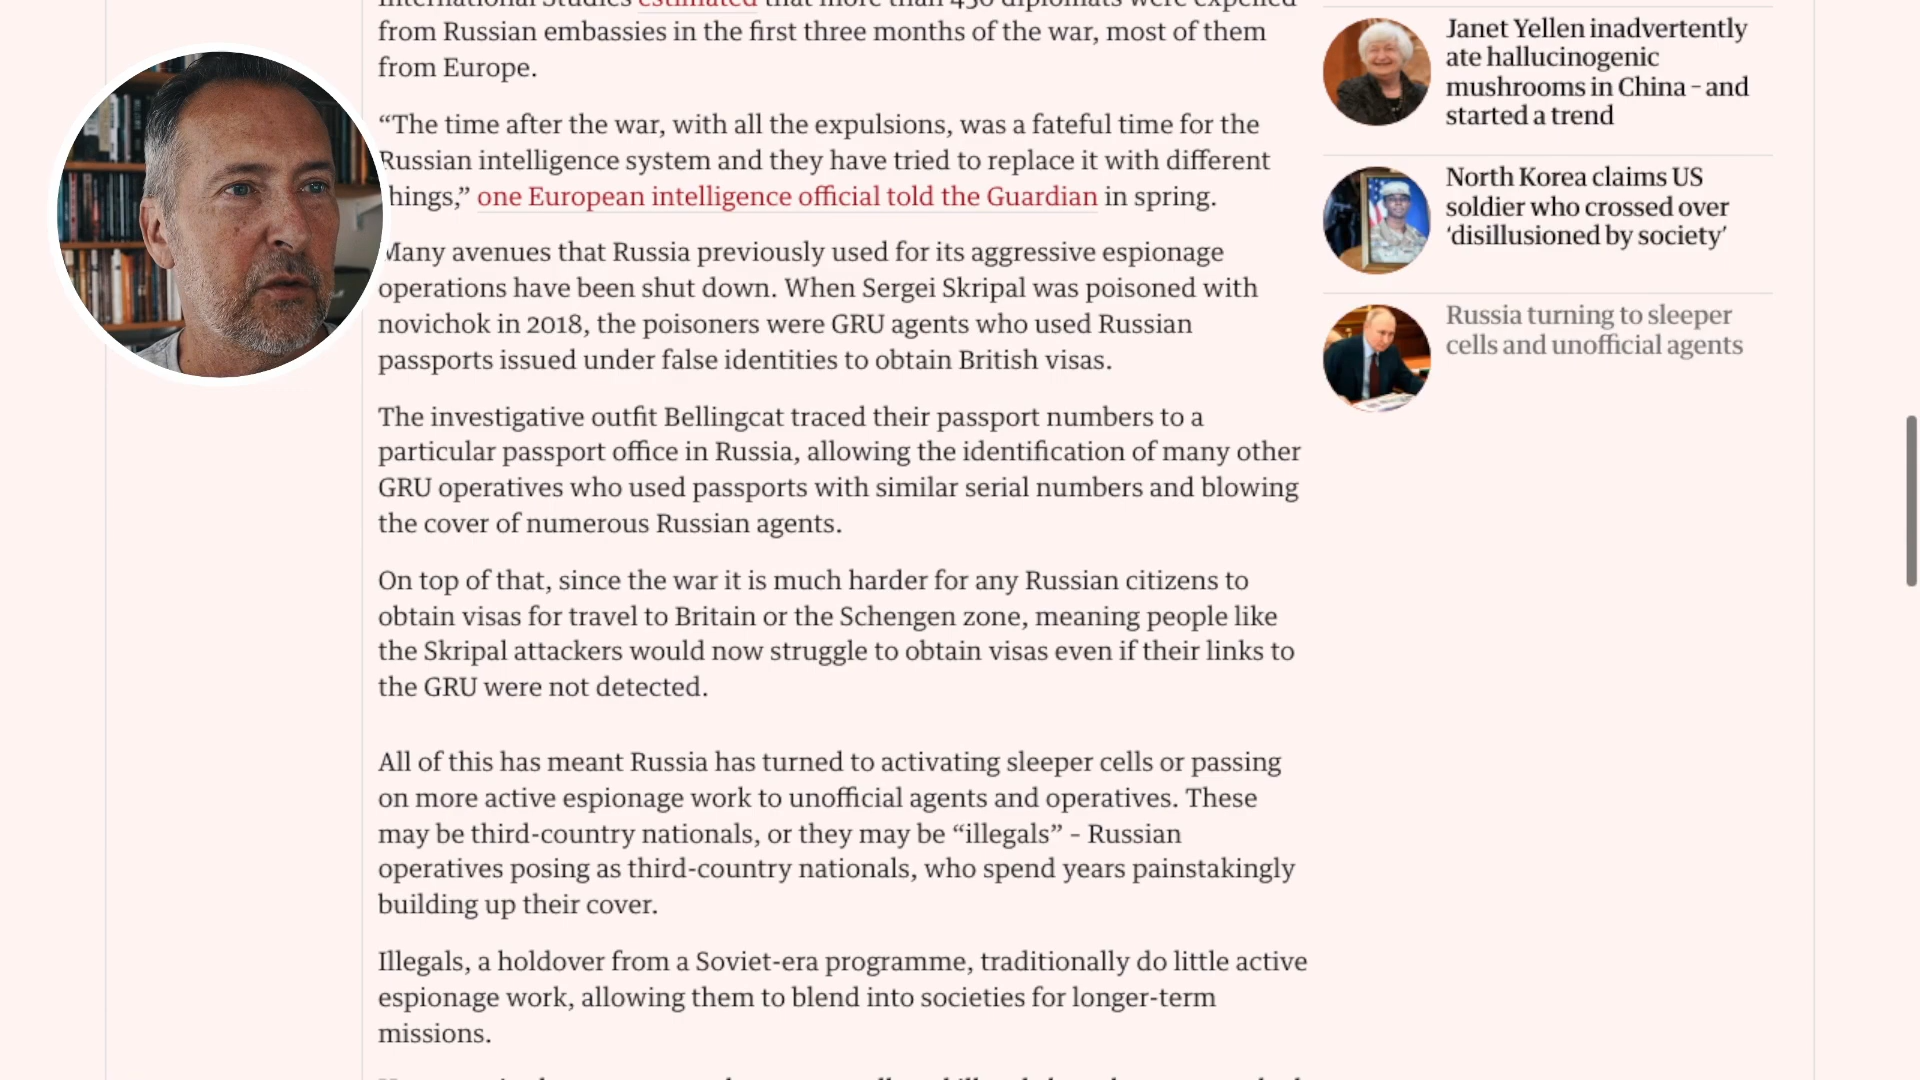 International Studies estimated that more than 450 diplomats were expelled
from Russian embassies in the first three months of the war, most of them
from Europe.
“The time after the war, with all the expulsions, was a fateful time for the
Russian intelligence system and they have tried to replace it with different
things,” one European intelligence official told the Guardian in spring.
Many avenues that Russia previously used for its aggressive espionage
operations have been shut down. When Sergei Skripal was poisoned with
novichok in 2018, the poisoners were GRU agents who used Russian
passports issued under false identities to obtain British visas.
The investigative outfit Bellingcat traced their passport numbers to a
particular passport office in Russia, allowing the identification of many other
GRU operatives who used passports with similar serial numbers and blowing
the cover of numerous Russian agents.
On top of that, since the war it is much harder for any Russian citizens to
obtain visas for travel to Britain or the Schengen zone, meaning people like
the Skripal attackers would now struggle to obtain visas even if their links to
the GRU were not detected.
All of this has meant Russia has turned to activating sleeper cells or passing
on more active espionage work to unofficial agents and operatives. These
may be third-country nationals, or they may be “illegals” – Russian
operatives posing as third-country nationals, who spend years painstakingly
building up their cover.
Illegals, a holdover from a Soviet-era programme, traditionally do little active
espionage work, allowing them to blend into societies for longer-term
missions.
Janet Yellen inadvertently
ate hallucinogenic
mushrooms in China – and
started a trend
North Korea claims US
soldier who crossed over
‘disillusioned by society’
Russia turning to sleeper
cells and unofficial agents